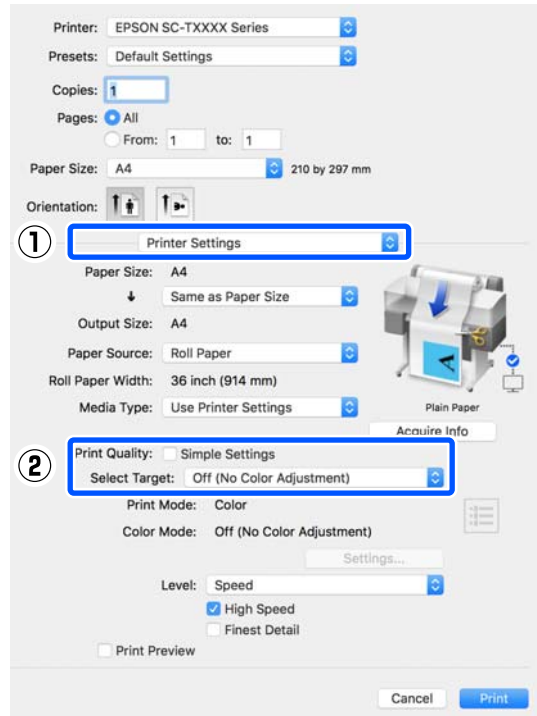 Printer: EPSON SC-TXXXX Series
Presets: Default Settings
Copies: 1
Pages: All
From: 1 to: 1
Paper Size: A4 210 by 297 mm
Orientation:
1 Printer Settings
Paper Size: A4
Same as Paper Size
Output Size: A4
Paper Source: Roll Paper
Roll Paper Width: 36 inch (914 mm)
Media Type: Use Printer Settings
Plain Paper
Acquire Info
2 Print Quality: Simple Settings
Select Target: Off (No Color Adjustment)
Print Mode: Color
Color Mode: Off (No Color Adjustment)
Settings...
Level: Speed
High Speed
Finest Detail
Print Preview
Cancel Print